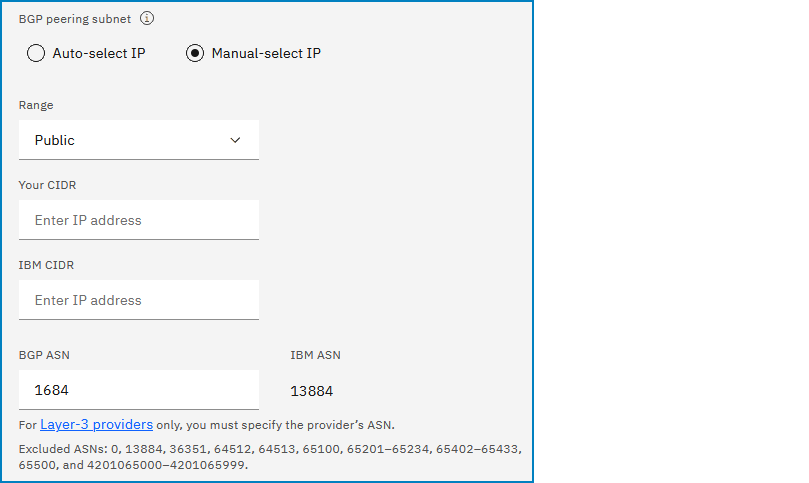 BGP peering subnet
Auto-select IP Manual-select IP
Range
Public
Your CIDR
Enter IP address
IBM CIDR
Enter IP address
BGP ASN IBM ASN
1684 13884
For Layer-3 providers only, you must specify the provider’s ASN.
Excluded ASNs: 0, 13884, 36351, 64512, 64513, 65100, 65201–65234, 65402–65433,
65500, and 4201065000–4201065999.